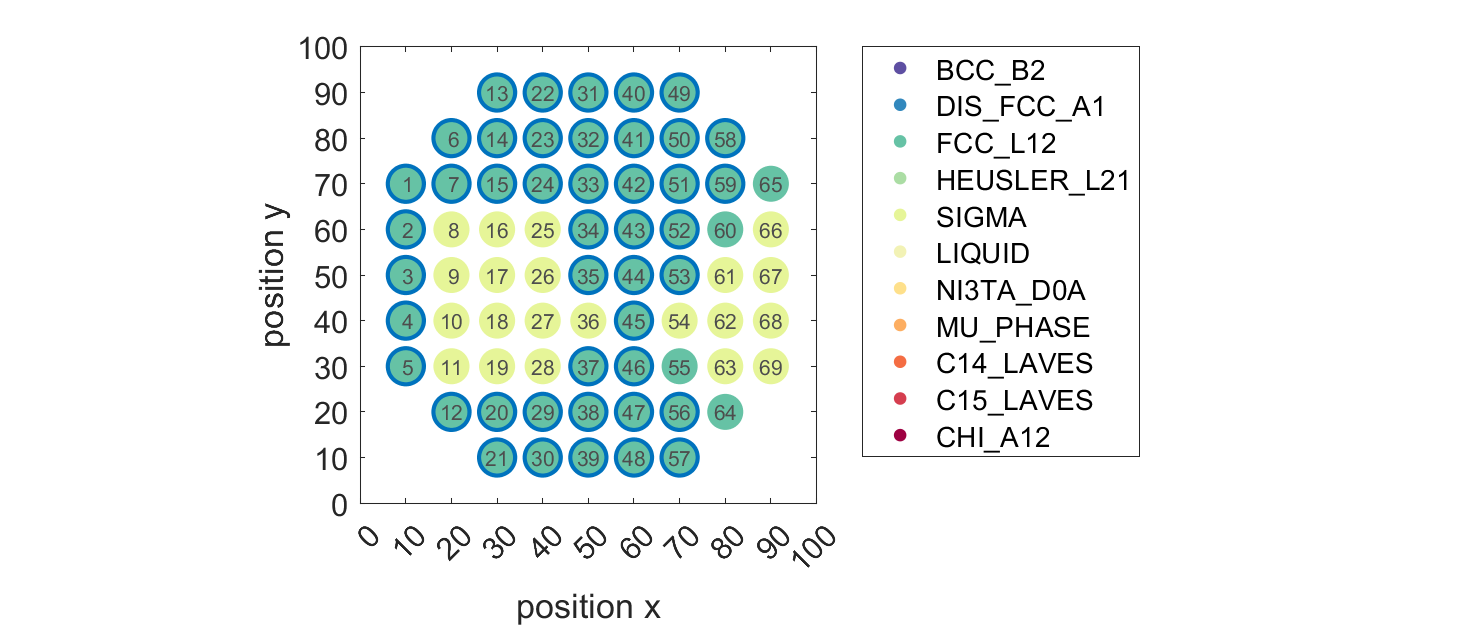 100
90
80
70
60
50
40
30
20
10
0
position y
13 22 31 40 49
6 14 23 32 41 50 58
1 7 15 24 33 42 51 59 65
2 8 16 25 34 43 52 60 66
3 9 17 26 35 44 53 61 67
4 10 18 27 36 45 54 62 68
5 11 19 28 37 46 55 63 69
12 20 29 38 47 56 64
21 30 39 48 57
0 10 20 30 40 50 60 70 80 90 100
position x
BCC_B2
DIS_FCC_A1
FCC_L12
HEUSLER_L21
SIGMA
LIQUID
NI3TA_D0A
MU_PHASE
C14_LAVES
C15_LAVES
CHI_A12